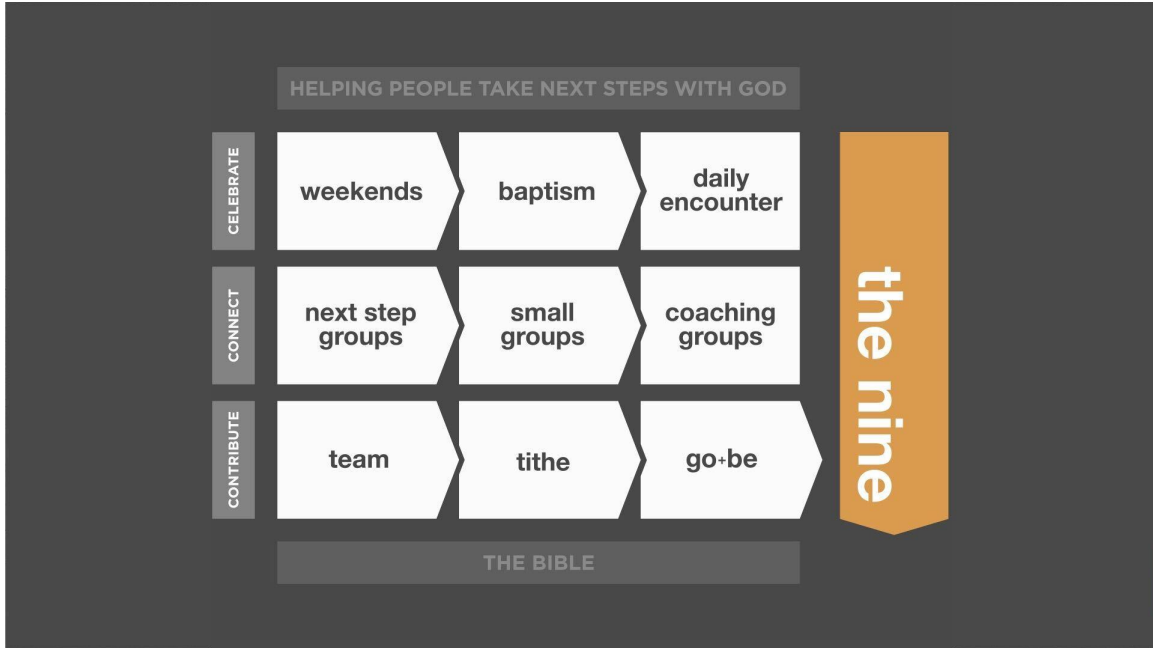 HELPING PEOPLE TAKE NEXT STEPS WITH GOD
CELEBRATE
weekends
baptism
daily
encounter
CONNECT
next step
groups
small
groups
coaching
groups
CONTRIBUTE
team
tithe
go+be
the nine
THE BIBLE